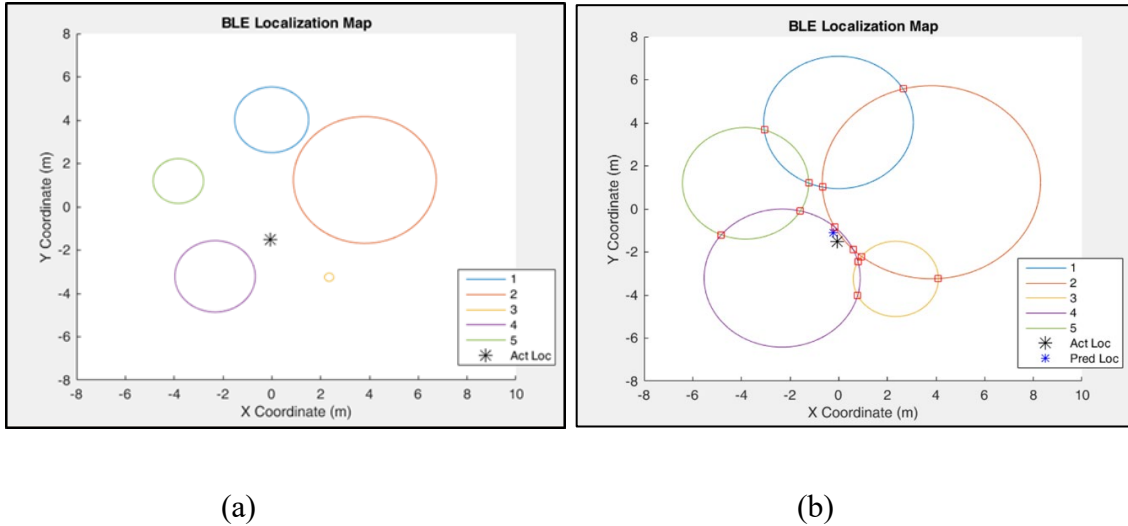 BLE Localization Map
8
6
4
2
0
-2
-4
-6
-8
Y Coordinate (m)
-8 -6 -4 -2 0 2 4 6 8 10
X Coordinate (m)
1
2
3
4
5
Act Loc
BLE Localization Map
8
6
4
2
0
-2
-4
-6
-8
Y Coordinate (m)
-8 -6 -4 -2 0 2 4 6 8 10
X Coordinate (m)
1
2
3
4
5
Act Loc
Pred Loc
(a) (b)